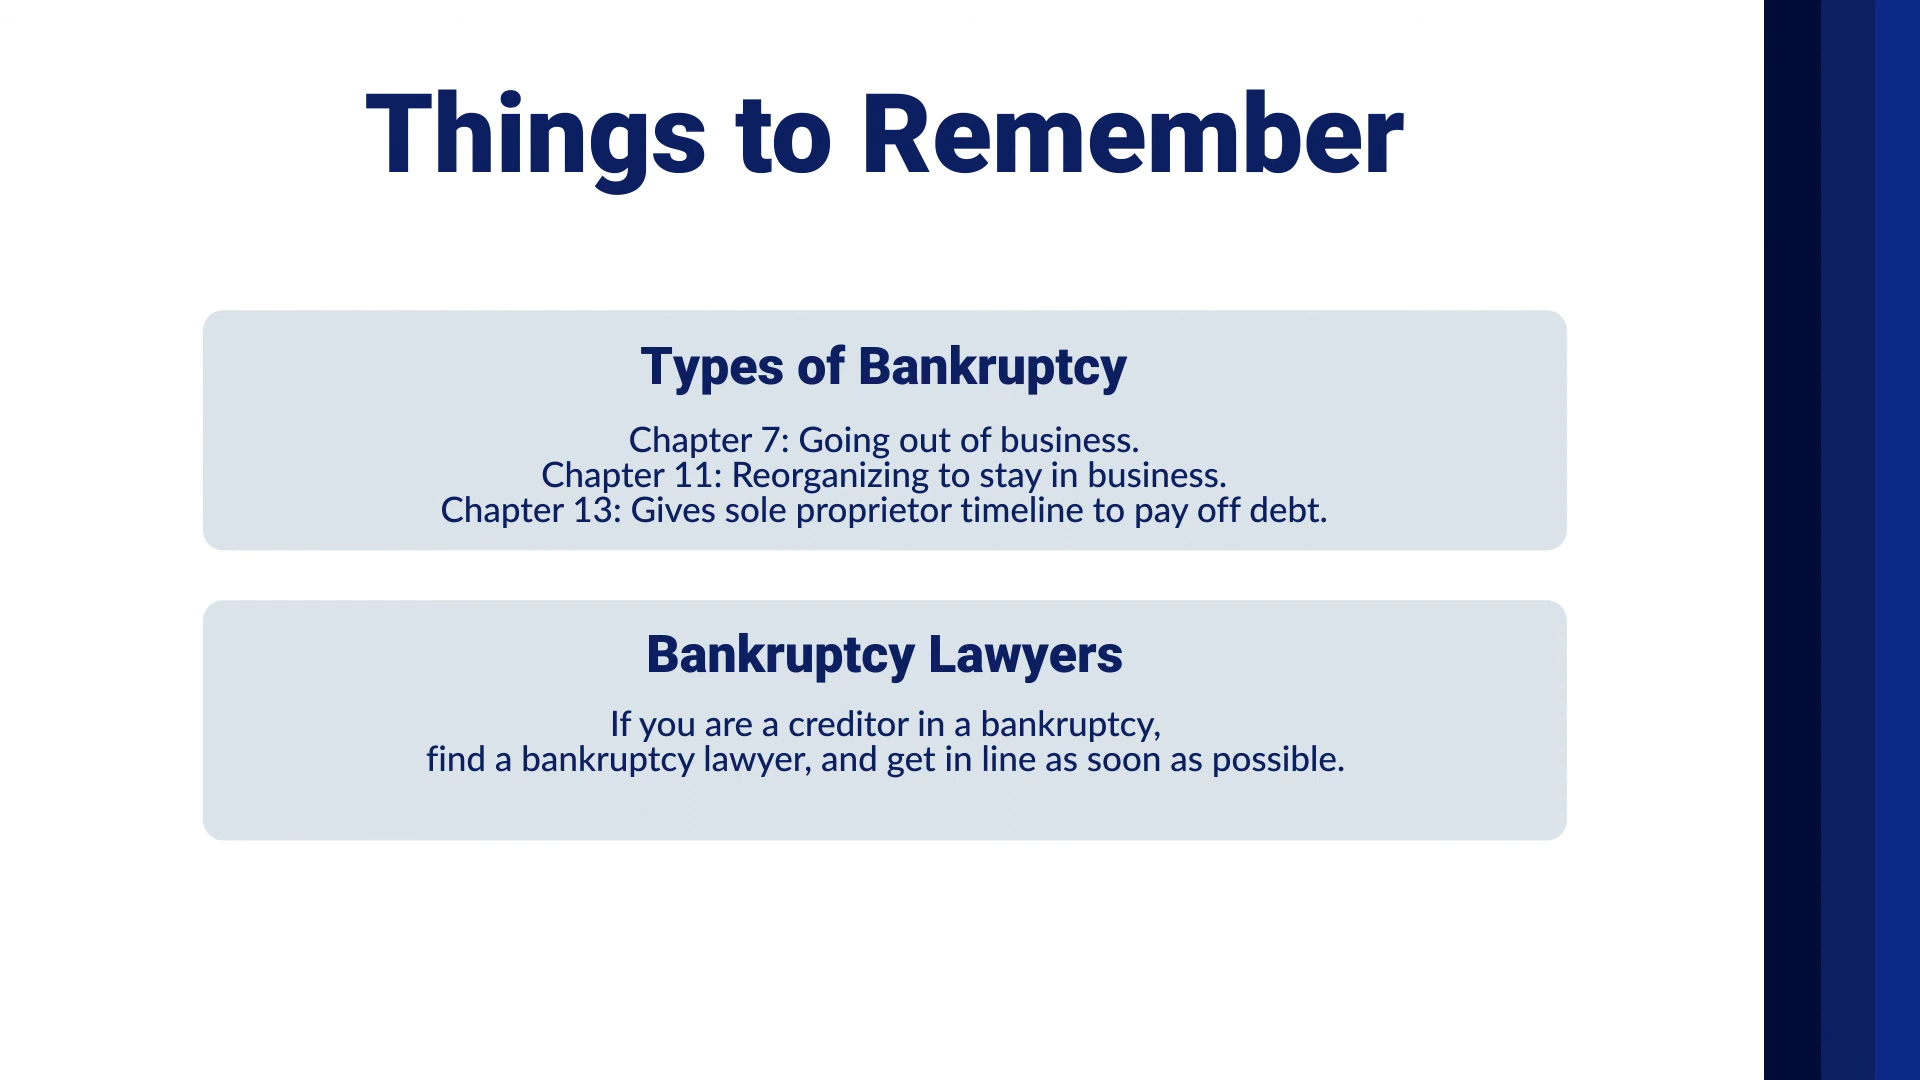 Things to Remember
Types of Bankruptcy
Chapter 7: Going out of business.
Chapter 11: Reorganizing to stay in business.
Chapter 13: Gives sole proprietor timeline to pay off debt.
Bankruptcy Lawyers
If you are a creditor in a bankruptcy,
find a bankruptcy lawyer, and get in line as soon as possible.